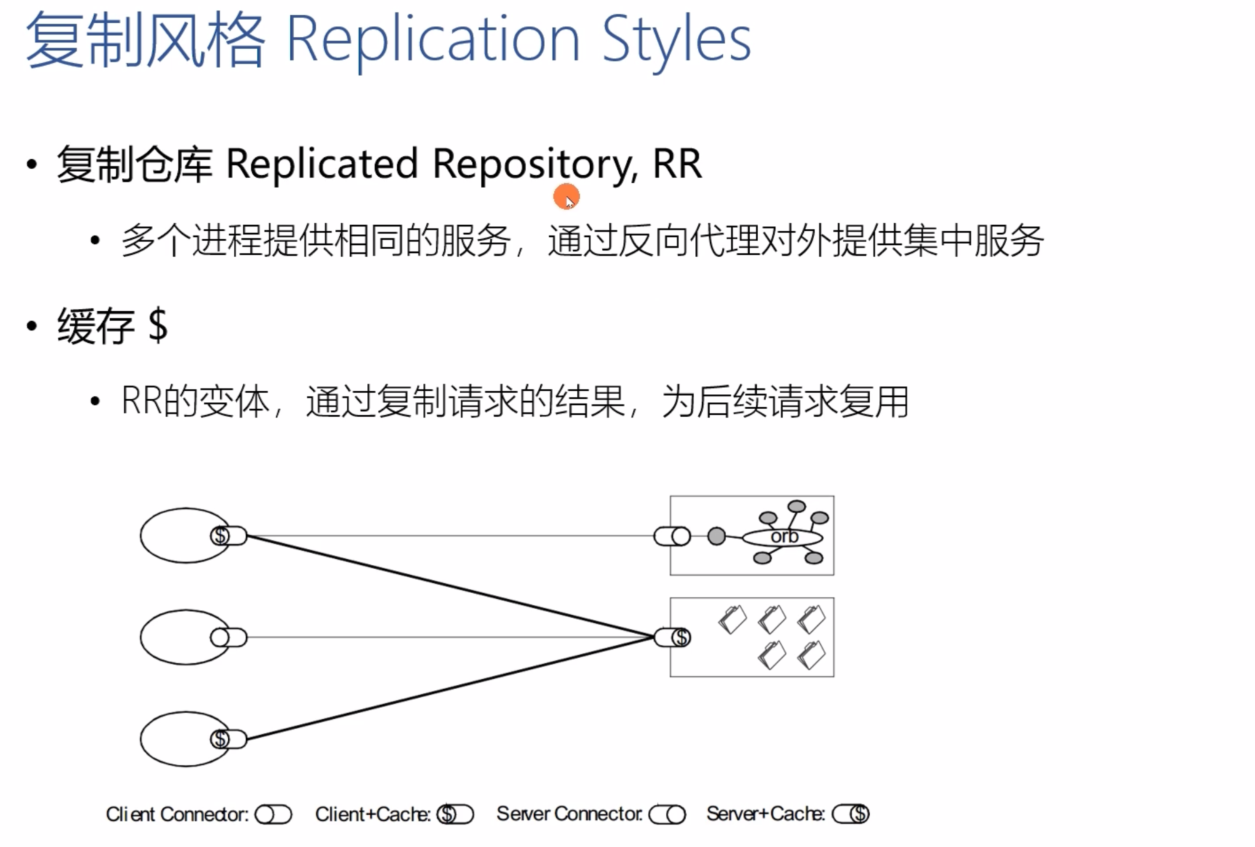 复制风格 Replication Styles
• 复制仓库 Replicated Repository, RR
• 多个进程提供相同的服务，通过反向代理对外提供集中服务
• 缓存 $
• RR的变体，通过复制请求的结果，为后续请求复用
$
orb
$
$
Client Connector: Client+Cache: $ Server Connector: Server+Cache: $